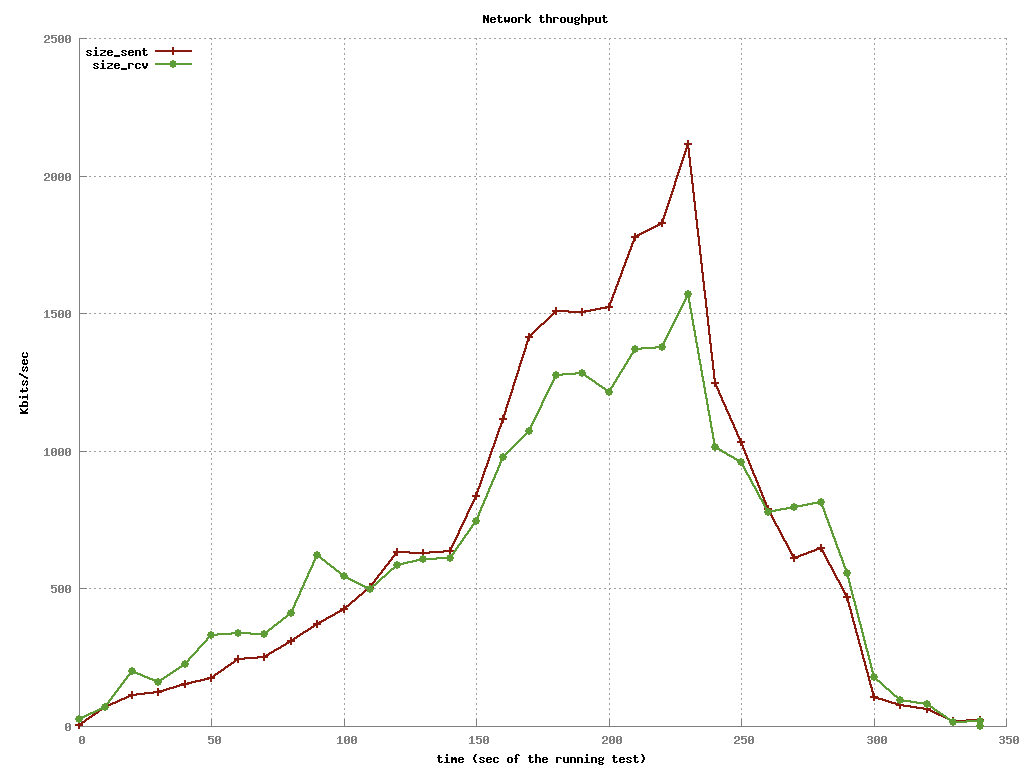 Network throughput
2500
size_sent
size_rcv
2000
1500
Kbits/sec
1000
500
0
0 50 100 150 200 250 300 350
time (sec of the running test)